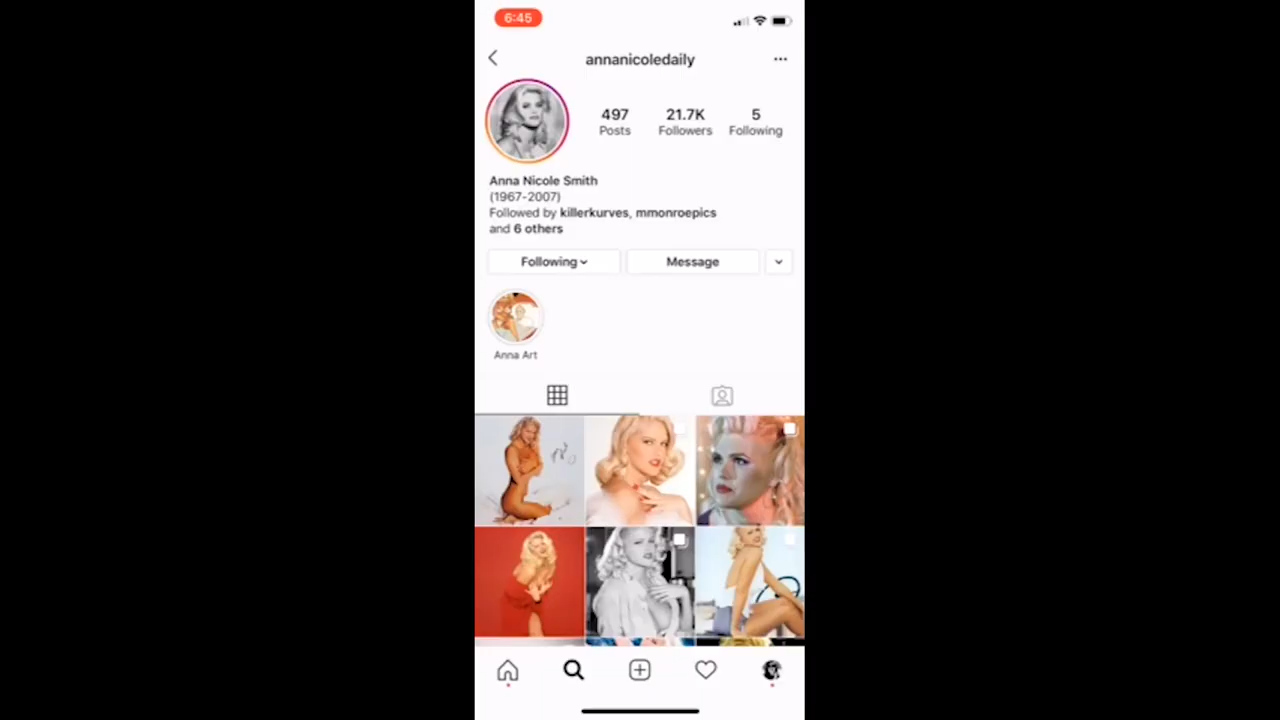 6:45
annanicoledaily
497
Posts
21.7K
Followers
5
Following
Anna Nicole Smith
(1967-2007)
Followed by killerkurves, mmonroepics
and 6 others
Following
Message
Anna Art